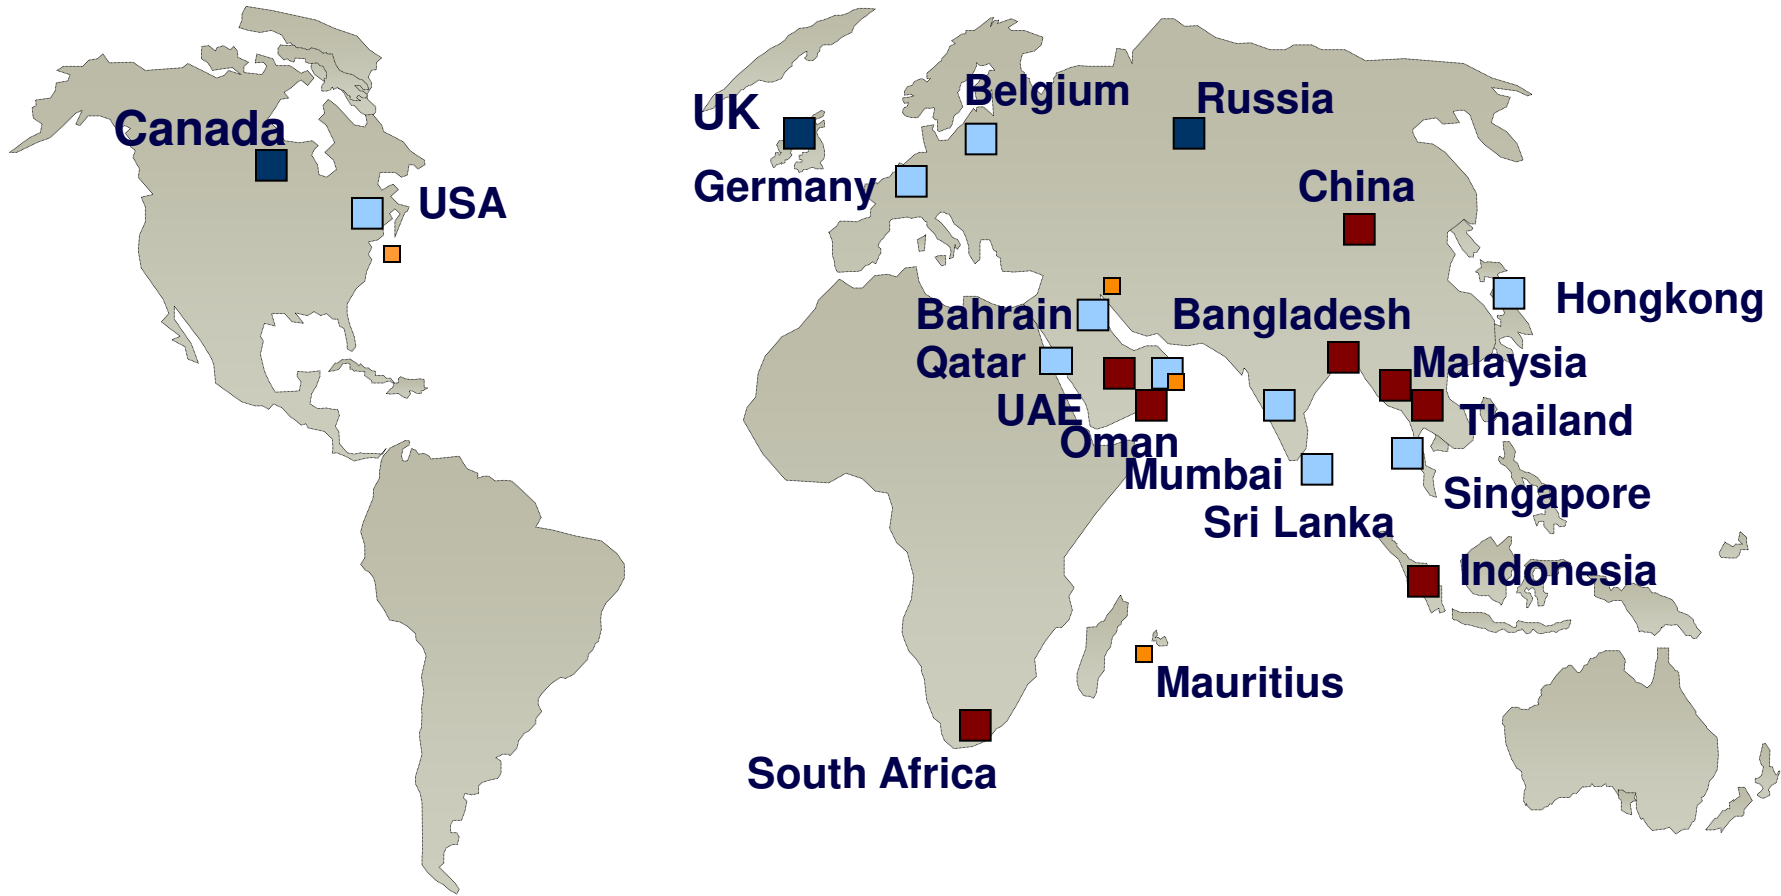 Belgium
Russia
UK
Canada
Germany
China
USA
Hongkong
Bahrain
Bangladesh
Qatar
Malaysia
UAE
Thailand
Oman
Mumbai
Singapore
Sri Lanka
Indonesia
Mauritius
South Africa